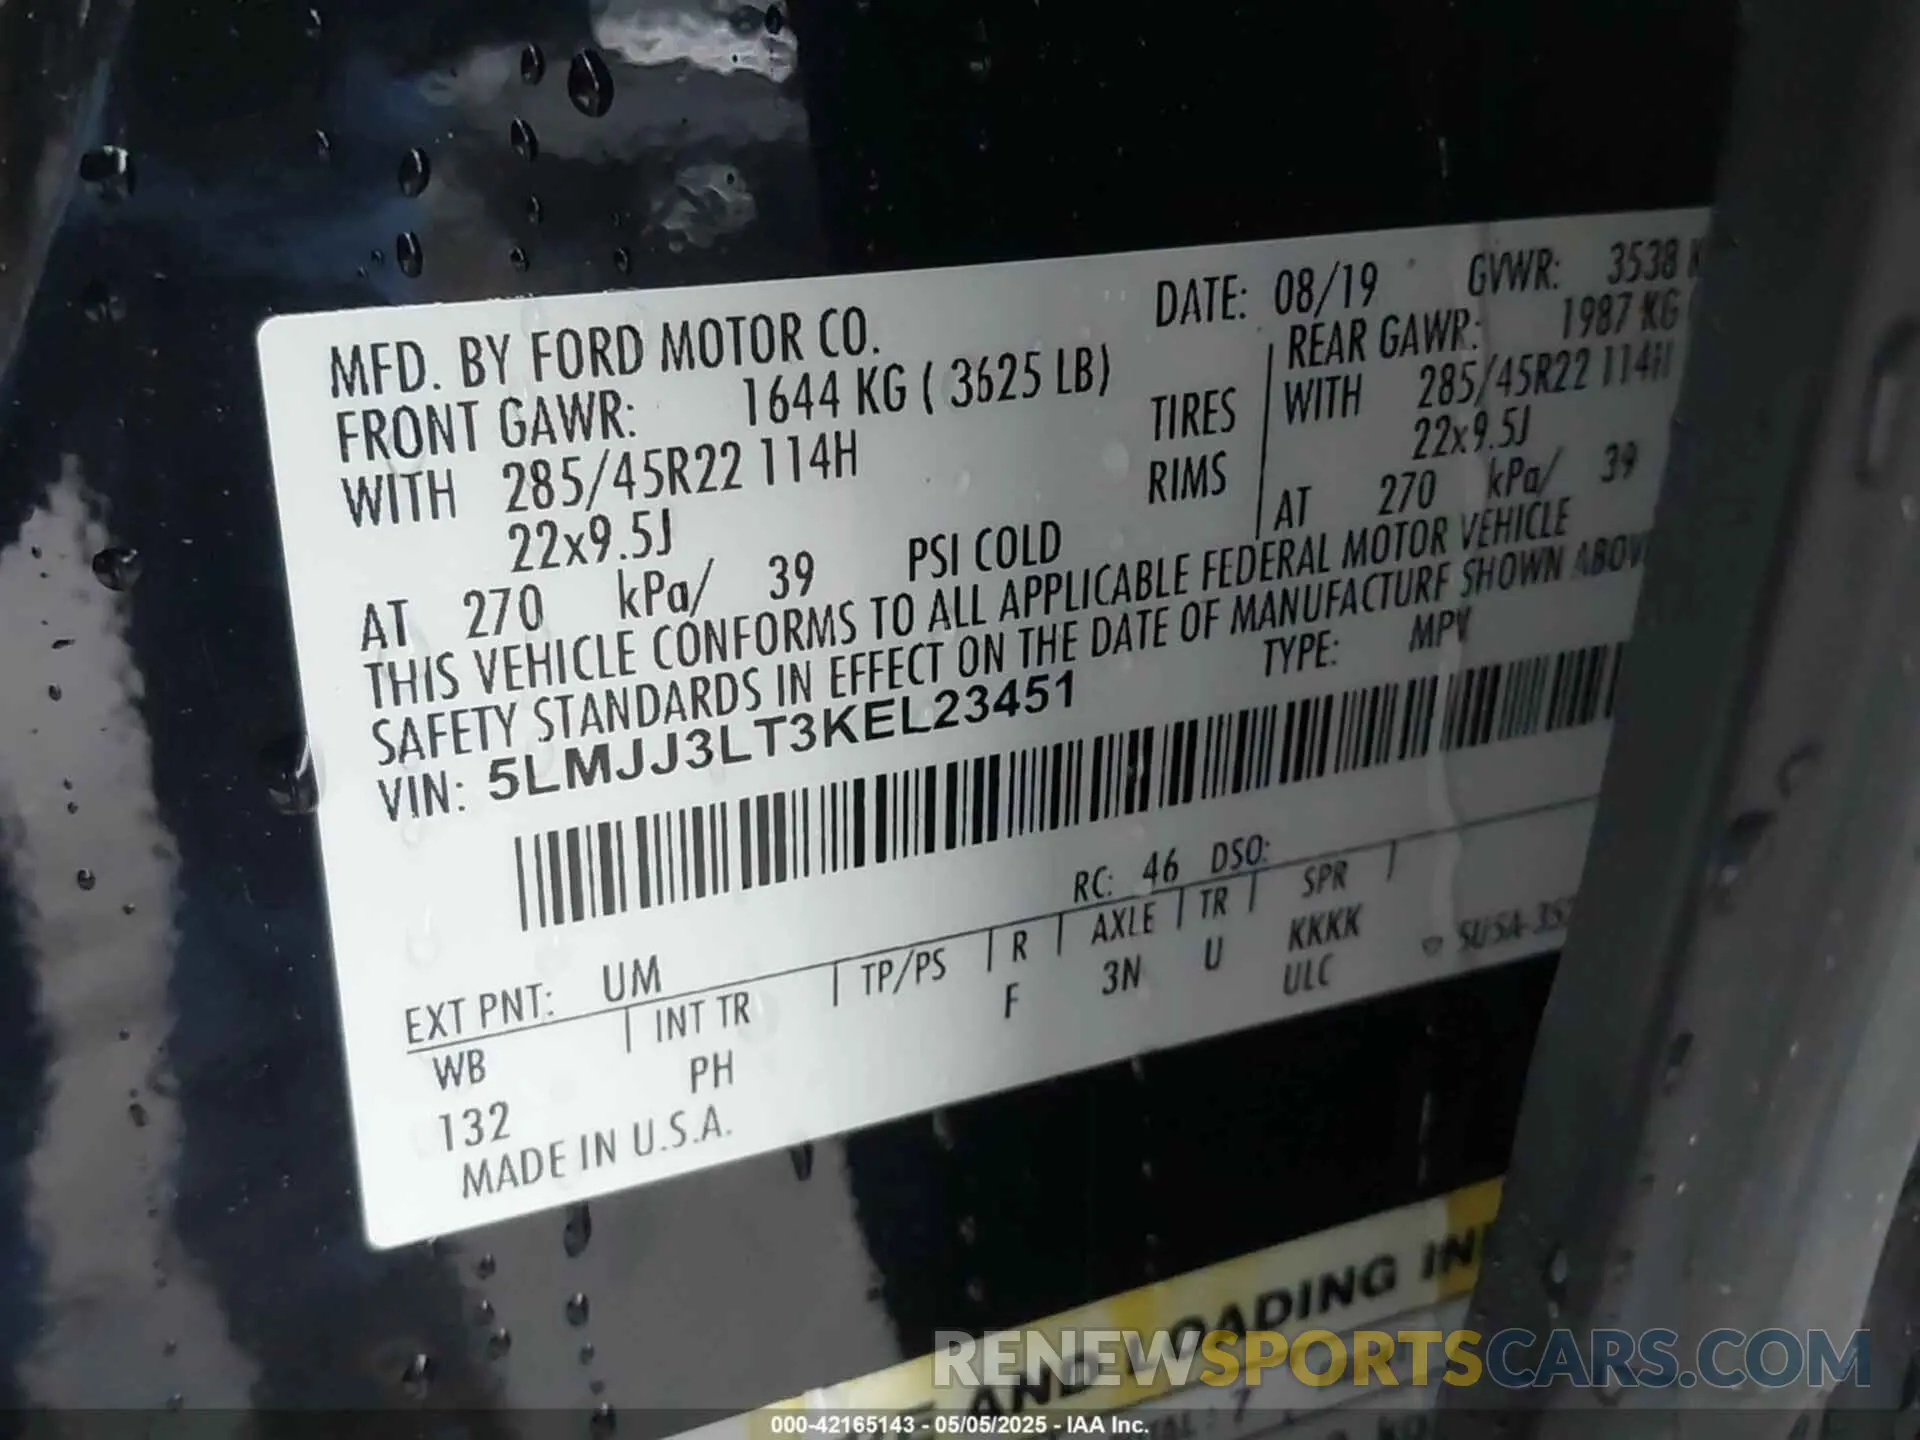 MFD. BY FORD MOTOR CO. DATE: 08/19 GVWR: 3538 K
FRONT GAWR: 1644 KG ( 3625 LB) REAR GAWR: 1987 KG
WITH 285/45R22 114H TIRES WITH 285/45R22 114H
22x9.5J RIMS 22x9.5J
AT 270 kPa/ 39 PSI COLD AT 270 kPa/ 39
THIS VEHICLE CONFORMS TO ALL APPLICABLE FEDERAL MOTOR VEHICLE
SAFETY STANDARDS IN EFFECT ON THE DATE OF MANUFACTURE SHOWN ABOV
VIN: 5LMJJ3LT3KEL23451 TYPE: MPV
RC: 46 DSO:
EXT PNT: UM
WB INT TR TP/PS R AXLE TR SPR
132 PH F 3N U KKKK
ULC
MADE IN U.S.A.
AND LOADING IN
RENEWSPORTSCARS.COM
000-42165143 - 05/05/2025 - IAA Inc.